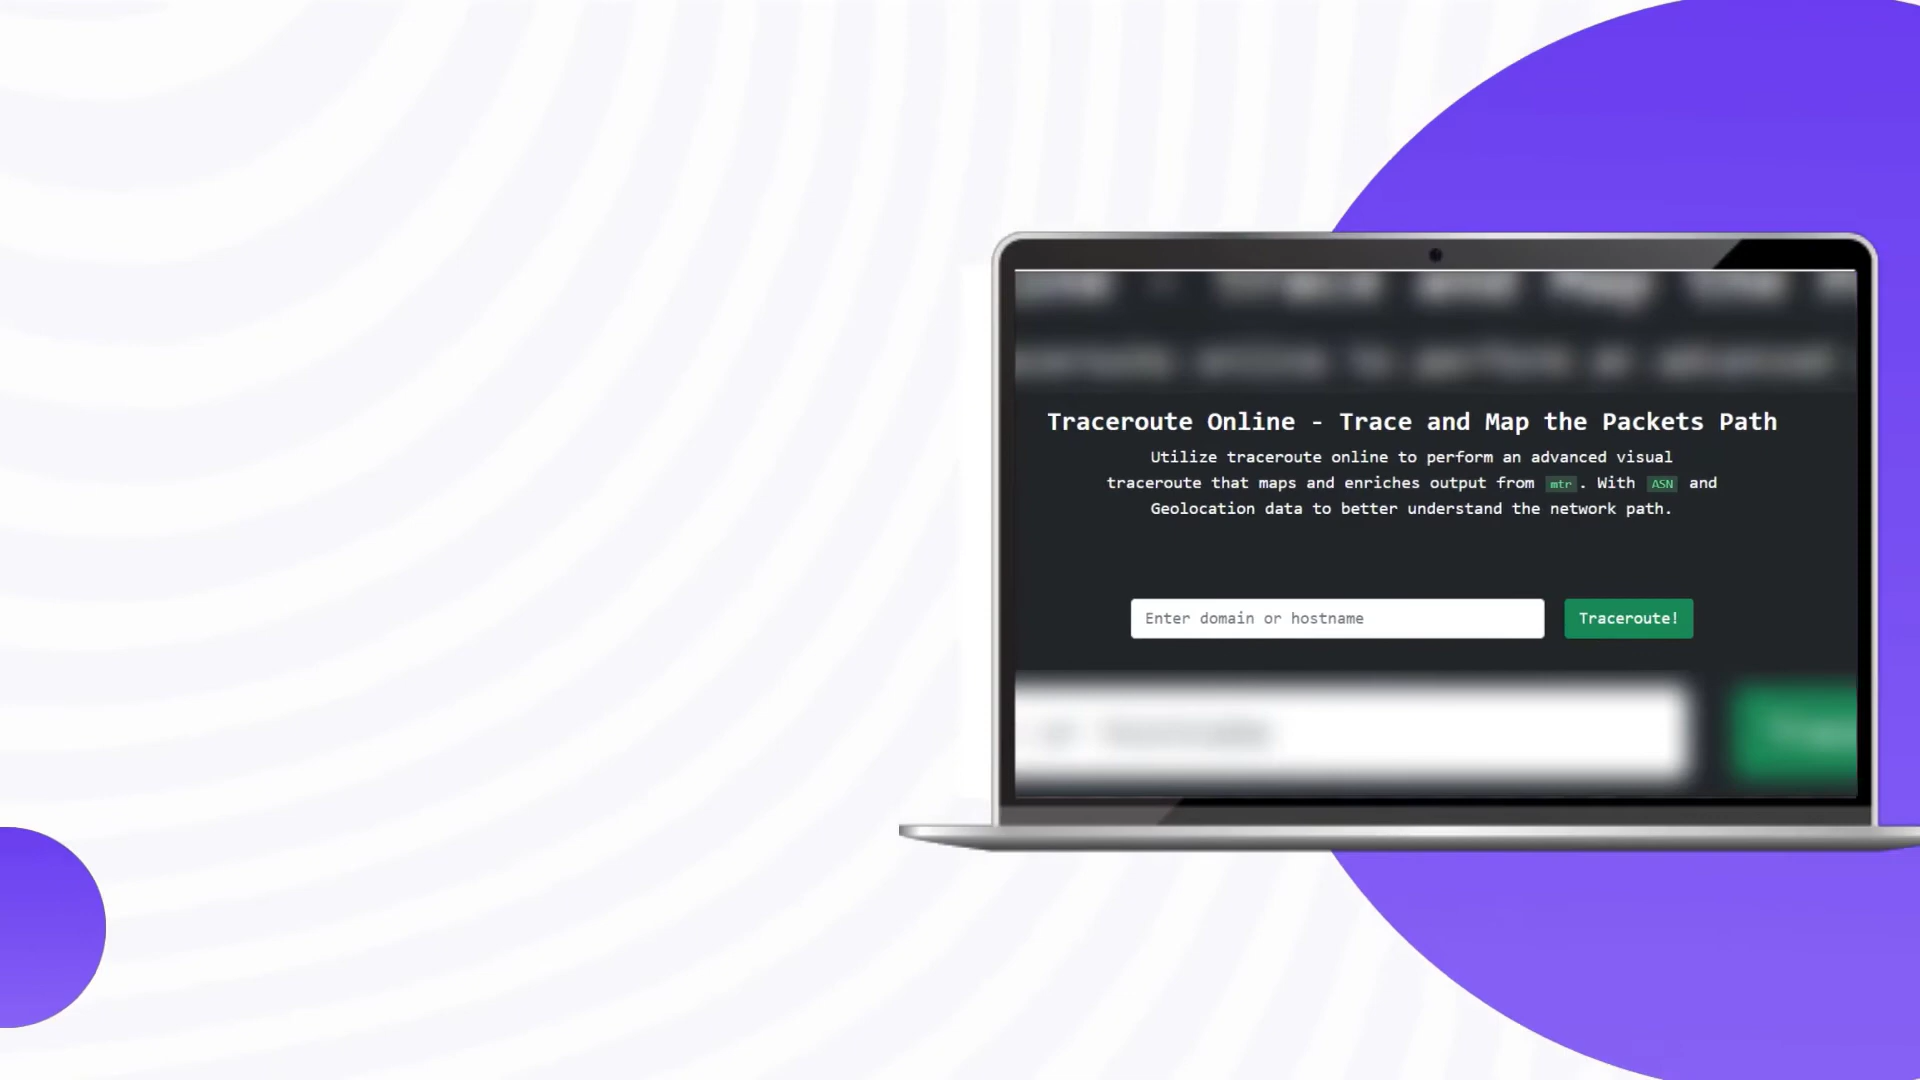 Traceroute Online - Trace and Map the Packets Path
Utilize traceroute online to perform an advanced visual
traceroute that maps and enriches output from mtr. With ASN and
Geolocation data to better understand the network path.
Enter domain or hostname
Traceroute!